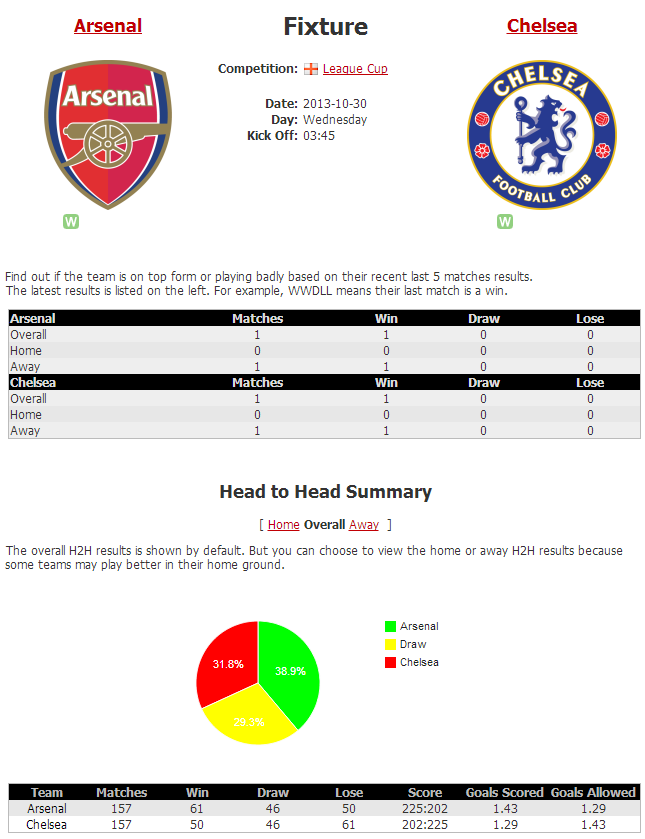 Arsenal Fixture Chelsea
Competition: League Cup
Arsenal
CHELSEA
FOOTBALL CLUB
Date: 2013-10-30
Day: Wednesday
Kick Off: 03:45
W W
Find out if the team is on top form or playing badly based on their recent last 5 matches results.
The latest results is listed on the left. For example, WWDLL means their last match is a win.
Arsenal Matches Win Draw Lose
Overall 1 1 0 0
Home 0 0 0 0
Away 1 1 0 0
Chelsea Matches Win Draw Lose
Overall 1 1 0 0
Home 0 0 0 0
Away 1 1 0 0
Head to Head Summary
[ Home Overall Away ]
The overall H2H results is shown by default. But you can choose to view the home or away H2H results because
some teams may play better in their home ground.
Arsenal
Draw
Chelsea
31.8%
38.9%
29.3%
Team Matches Win Draw Lose Score Goals Scored Goals Allowed
Arsenal 157 61 46 50 225:202 1.43 1.29
Chelsea 157 50 46 61 202:225 1.29 1.43